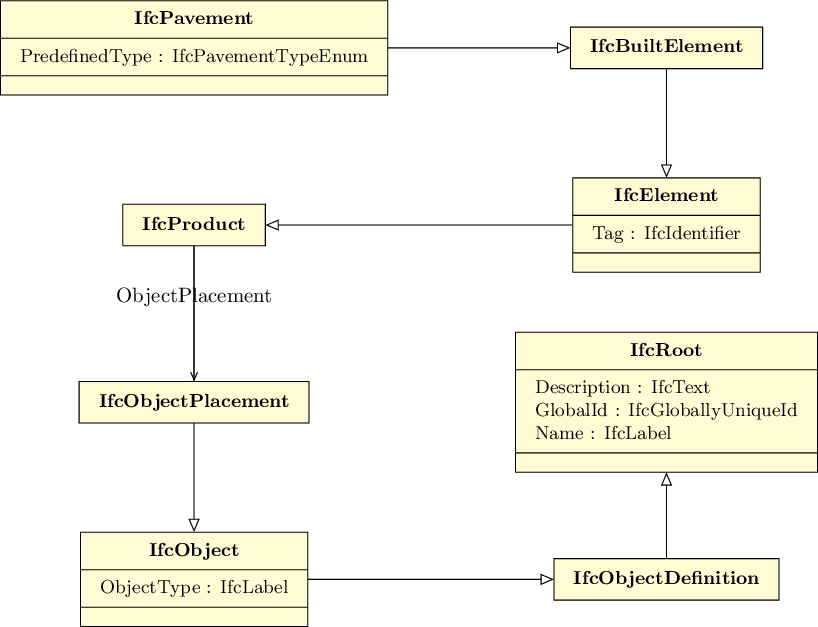 IfcPavement
PredefinedType : IfcPavementTypeEnum
IfcBuiltElement
IfcElement
Tag : IfcIdentifier
IfcProduct
ObjectPlacement
IfcObjectPlacement
IfcRoot
Description : IfcText
GlobalId : IfcGloballyUniqueId
Name : IfcLabel
IfcObject
ObjectType : IfcLabel
IfcObjectDefinition